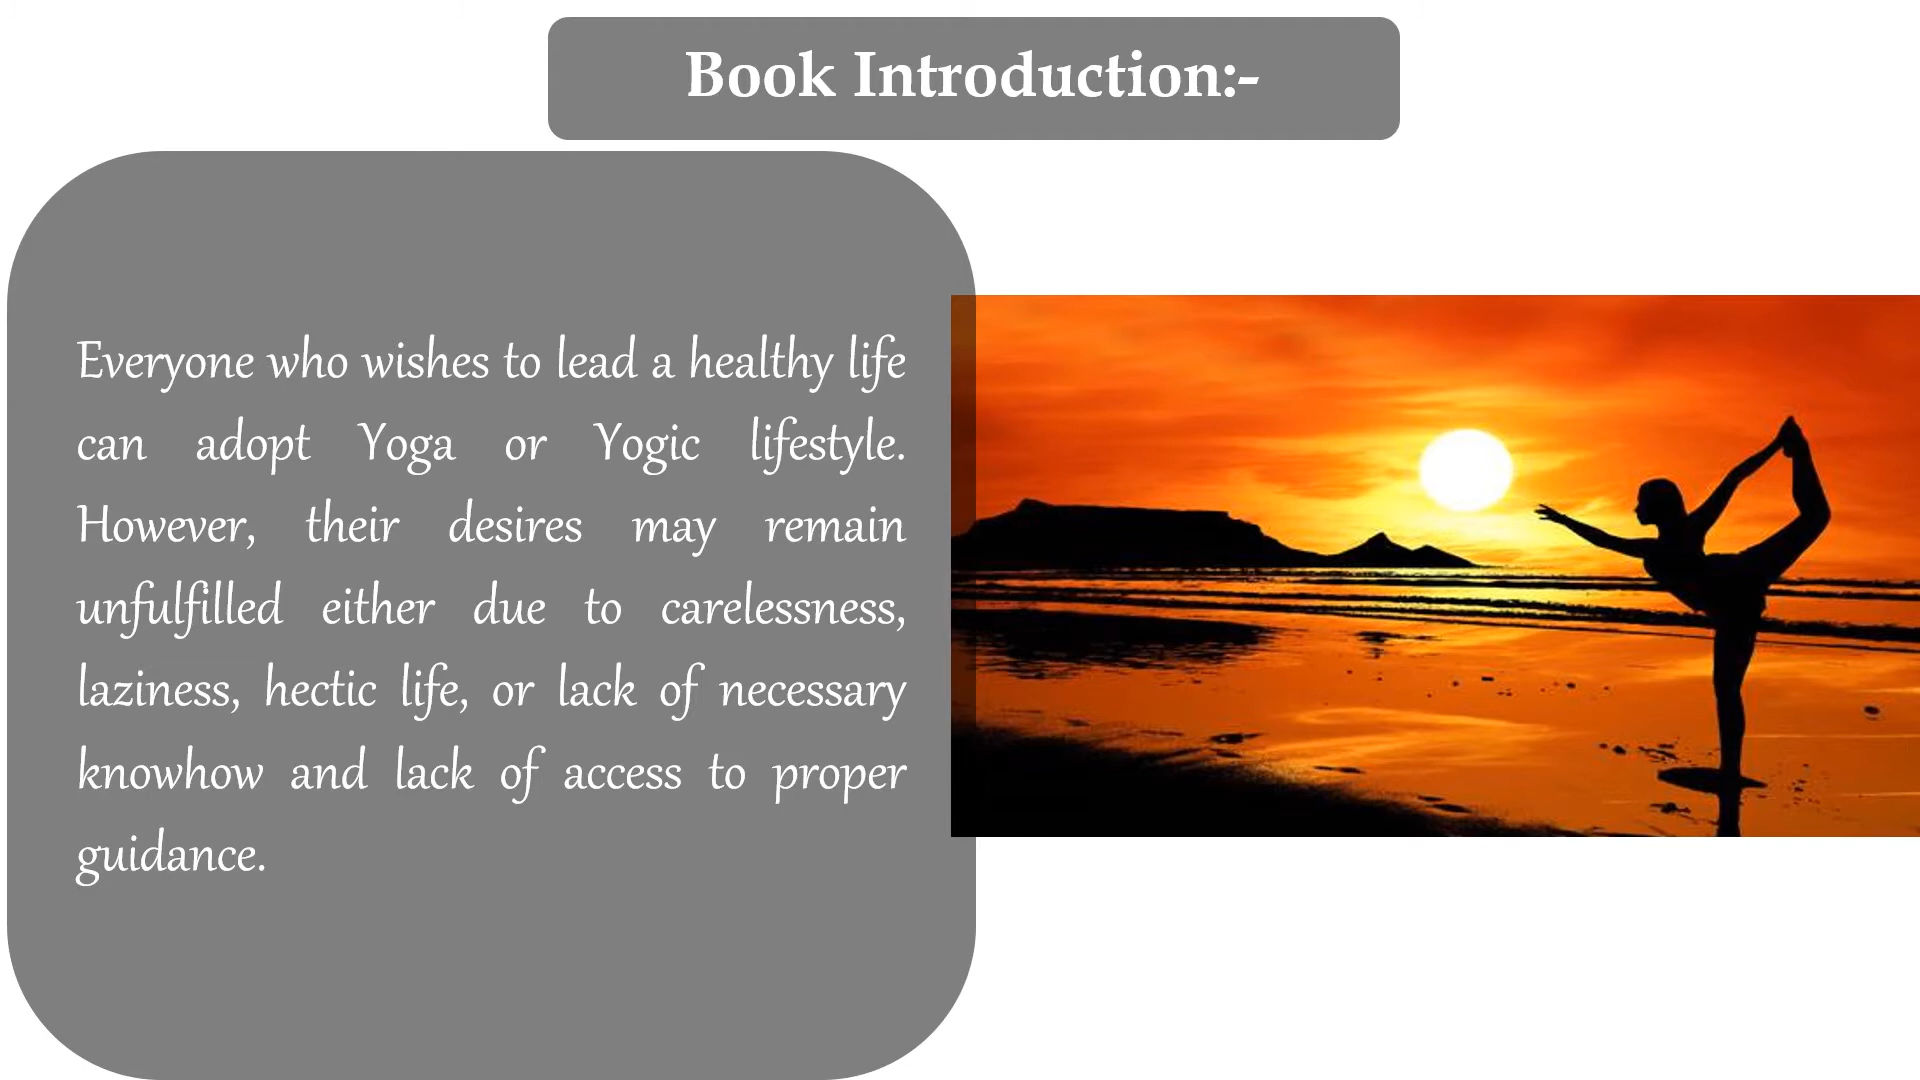 Book Introduction:-
Everyone who wishes to lead a healthy life
can adopt Yoga or Yogic lifestyle.
However, their desires may remain
unfulfilled either due to carelessness,
laziness, hectic life, or lack of necessary
knowhow and lack of access to proper
guidance.